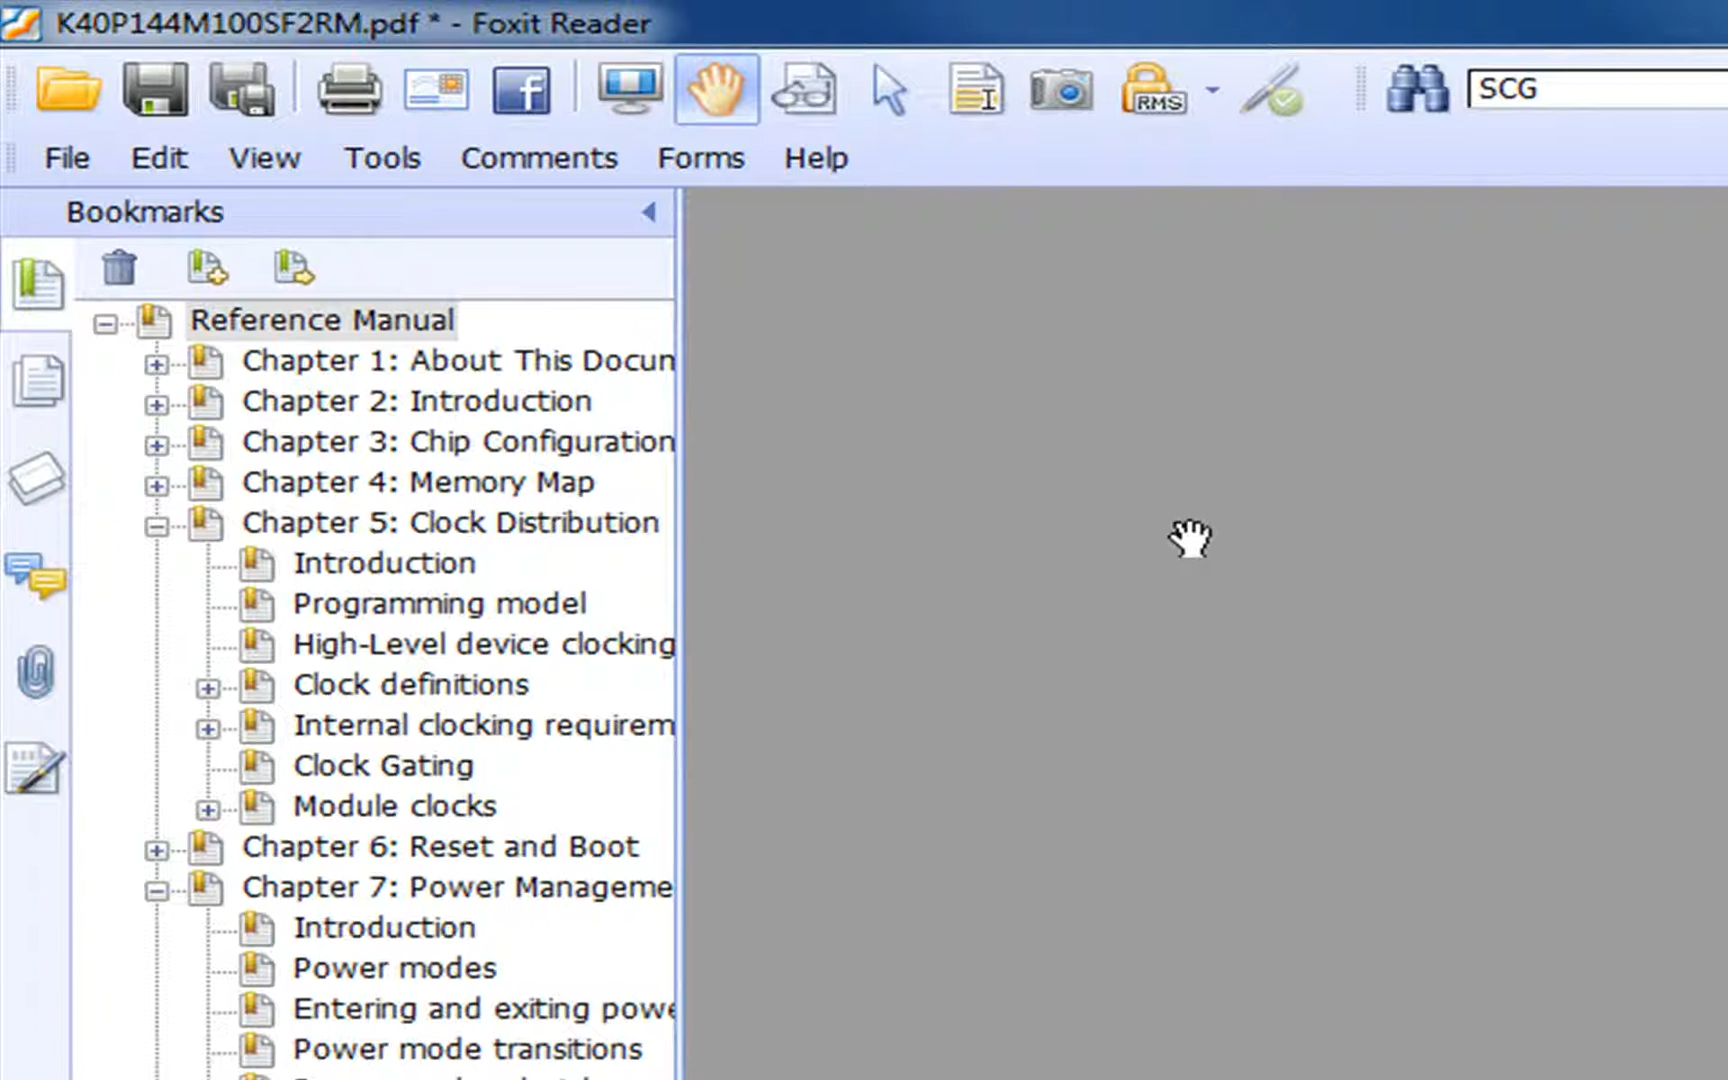 K40P144M100SF2RM.pdf * - Foxit Reader
RMS
SCG
File Edit View Tools Comments Forms Help
Bookmarks
Reference Manual
Chapter 1: About This Docum
Chapter 2: Introduction
Chapter 3: Chip Configuration
Chapter 4: Memory Map
Chapter 5: Clock Distribution
Introduction
Programming model
High-Level device clocking
Clock definitions
Internal clocking requirem
Clock Gating
Module clocks
Chapter 6: Reset and Boot
Chapter 7: Power Manageme
Introduction
Power modes
Entering and exiting powe
Power mode transitions